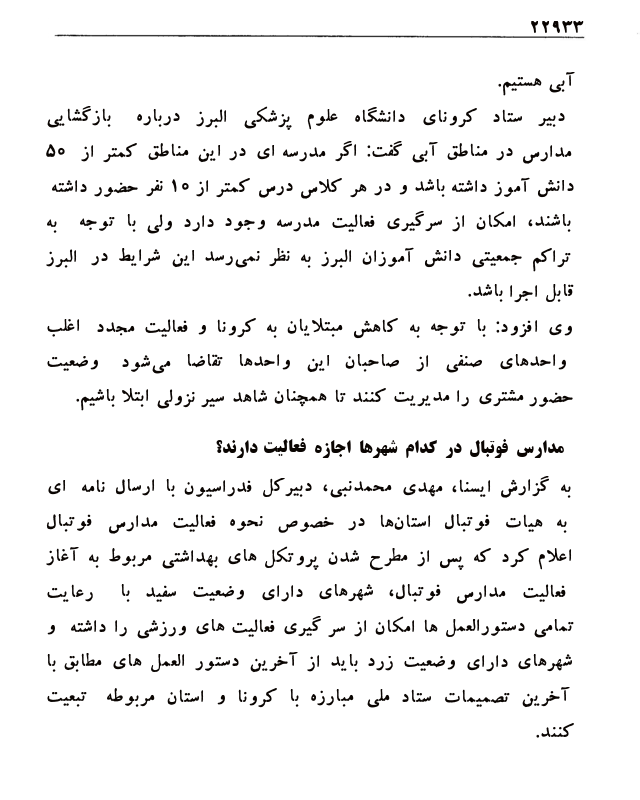 ۲۲۹۳۳
آبی هستیم.
دبیر ستاد کرونای دانشگاه علوم پزشکی البرز درباره بازگشایی
مدارس در مناطق آبی گفت: اگر مدرسه ای در این مناطق کمتر از ۵۰
دانش آموز داشته باشد و در هر کلاس درس کمتر از ۱۰ نفر حضور داشته
باشند، امکان از سرگیری فعالیت مدرسه وجود دارد ولی با توجه به
تراکم جمعیتی دانش آموزان البرز به نظر نمی‌رسد این شرایط در البرز
قابل اجرا باشد.
وی افزود: با توجه به کاهش مبتلایان به کرونا و فعالیت مجدد اغلب
واحدهای صنفی از صاحبان این واحدها تقاضا می‌شود وضعیت
حضور مشتری را مدیریت کنند تا همچنان شاهد سیر نزولی ابتلا باشیم.
مدارس فوتبال در کدام شهرها اجازه فعالیت دارند؟
به گزارش ایسنا، مهدی محمدنبی، دبیرکل فدراسیون با ارسال نامه ای
به هیات فوتبال استان‌ها در خصوص نحوه فعالیت مدارس فوتبال
اعلام کرد که پس از مطرح شدن پروتکل های بهداشتی مربوط به آغاز
فعالیت مدارس فوتبال، شهرهای دارای وضعیت سفید با رعایت
تمامی دستورالعمل ها امکان از سر گیری فعالیت های ورزشی را داشته و
شهرهای دارای وضعیت زرد باید از آخرین دستور العمل های مطابق با
آخرین تصمیمات ستاد ملی مبارزه با کرونا و استان مربوطه تبعیت
کنند.